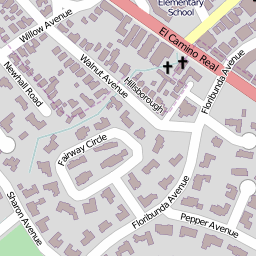 Elementary
School
Willow Avenue
El Camino Real
Walnut Avenue
Newhall Road
Hillsborough
Floribunda Avenue
Fairway Circle
Sharon Avenue
Floribunda Avenue
Pepper Avenue